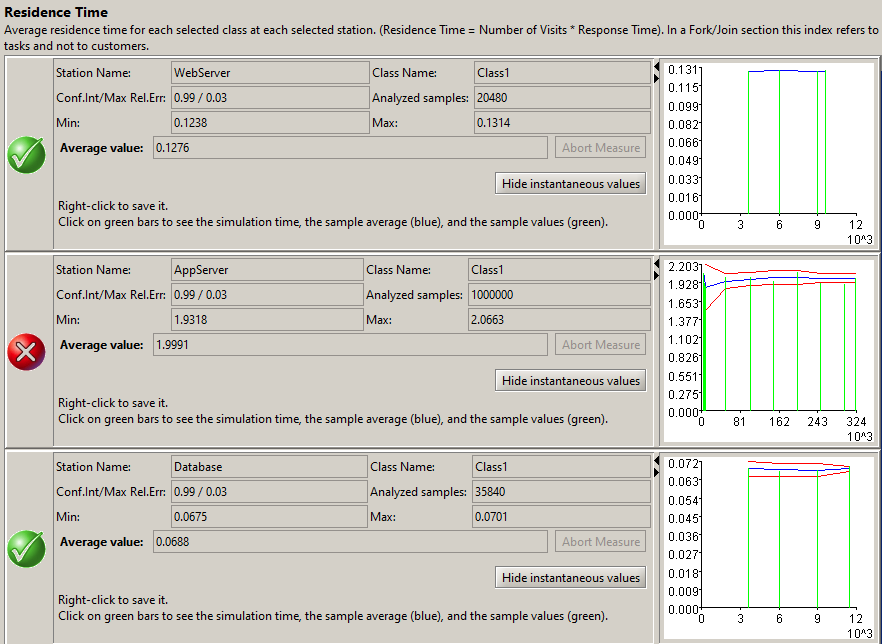 Residence Time
Average residence time for each selected class at each selected station. (Residence Time = Number of Visits * Response Time). In a Fork/Join section this index refers to
tasks and not to customers.
Station Name: WebServer Class Name: Class1
Conf.Int/Max Rel.Err: 0.99 / 0.03 Analyzed samples: 20480
Min: 0.1238 Max: 0.1314
Average value: 0.1276 Abort Measure
Hide instantaneous values
Right-click to save it.
Click on green bars to see the simulation time, the sample average (blue), and the sample values (green).
0.131
0.115
0.099
0.082
0.066
0.049
0.033
0.016
0.000
0 3 6 9 12
10^3
Station Name: AppServer Class Name: Class1
Conf.Int/Max Rel.Err: 0.99 / 0.03 Analyzed samples: 1000000
Min: 1.9318 Max: 2.0663
Average value: 1.9991 Abort Measure
Hide instantaneous values
Right-click to save it.
Click on green bars to see the simulation time, the sample average (blue), and the sample values (green).
2.203
1.928
1.653
1.377
1.102
0.826
0.551
0.275
0.000
0 81 162 243 324
10^3
Station Name: Database Class Name: Class1
Conf.Int/Max Rel.Err: 0.99 / 0.03 Analyzed samples: 35840
Min: 0.0675 Max: 0.0701
Average value: 0.0688 Abort Measure
Hide instantaneous values
Right-click to save it.
Click on green bars to see the simulation time, the sample average (blue), and the sample values (green).
0.072
0.063
0.054
0.045
0.036
0.027
0.018
0.009
0.000
0 3 6 9 12
10^3